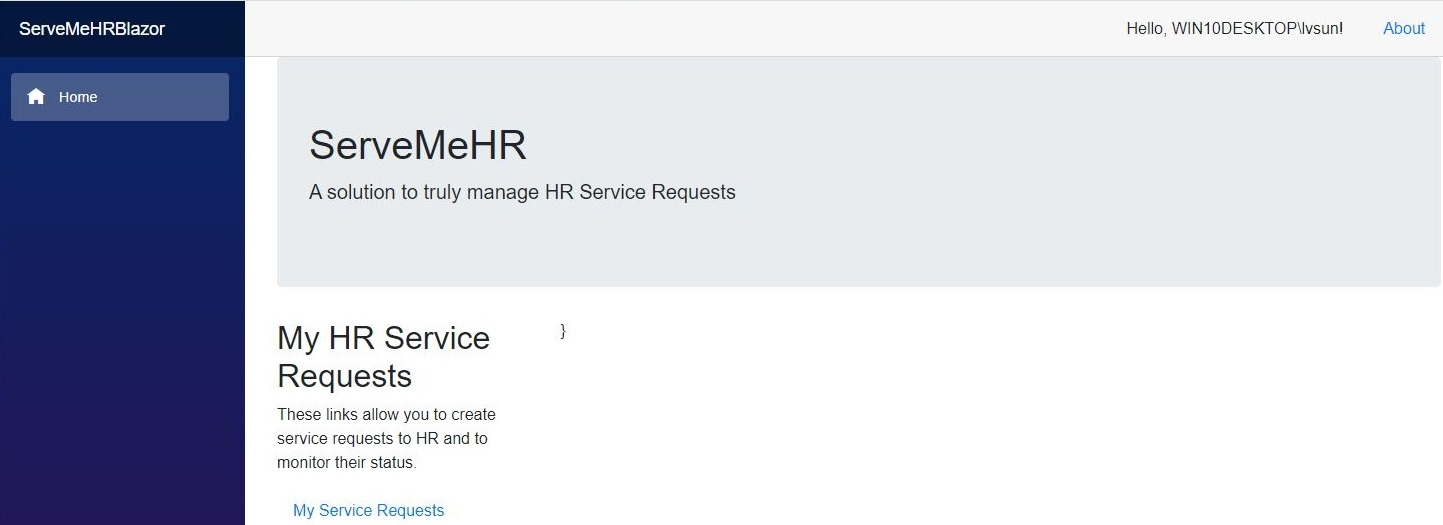 ServeMeHRBlazor
Hello, WIN10DESKTOP\lvsun!
About
Home
ServeMeHR
A solution to truly manage HR Service Requests
My HR Service
Requests
}
These links allow you to create
service requests to HR and to
monitor their status.
My Service Requests